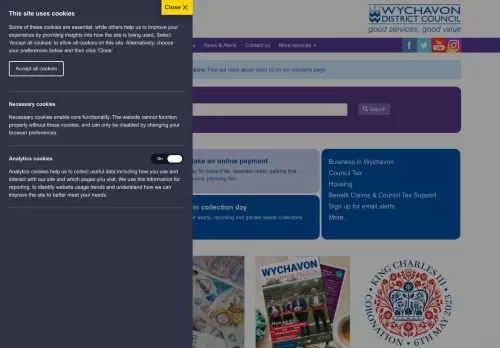 This site uses cookies
Close X
Some of these cookies are essential, while others help us to improve your
experience by providing insights into how the site is being used. Select
'Accept all cookies' to allow all cookies on this site. Alternatively, choose
your preferences below and then click 'Close'
Accept all cookies
Necessary cookies
Necessary cookies enable core functionality. The website cannot function
properly without these cookies, and can only be disabled by changing your
browser preferences.
Analytics cookies
On
Analytics cookies help us to collect useful data including how you use and
interact with our site and which pages you visit. We use this information for
reporting, to identify website usage trends and understand how we can
improve the site to better meet your needs.
WYCHAVON
DISTRICT COUNCIL
good services, good value
News & Alerts
Contact us
More services
You Tube
Find out more about voter ID on our elections page.
Search
take an online payment
for council tax, business rates, parking fine,
in collection day
waste, recycling and garden waste collections.
Business in Wychavon
Council Tax
Housing
Benefit Claims & Council Tax Support
Sign up for email alerts
More...
WYCHAVON
KING CHARLES III
CORONATION • 6TH MAY 2023